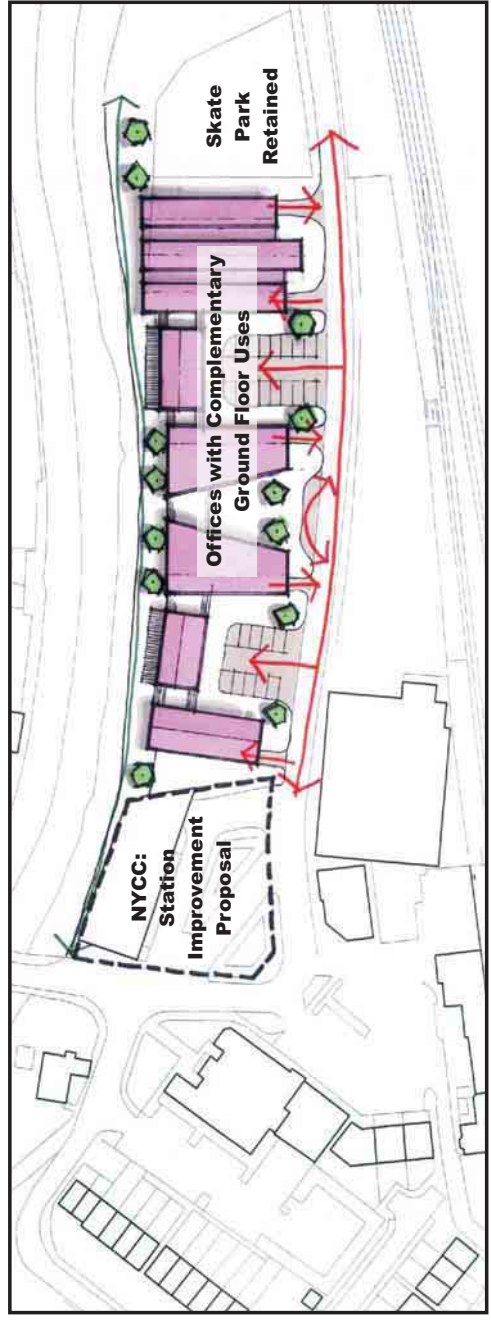 NYCC:
Station
Improvement
Proposal
Offices with Complementary
Ground Floor Uses
Skate
Park
Retained